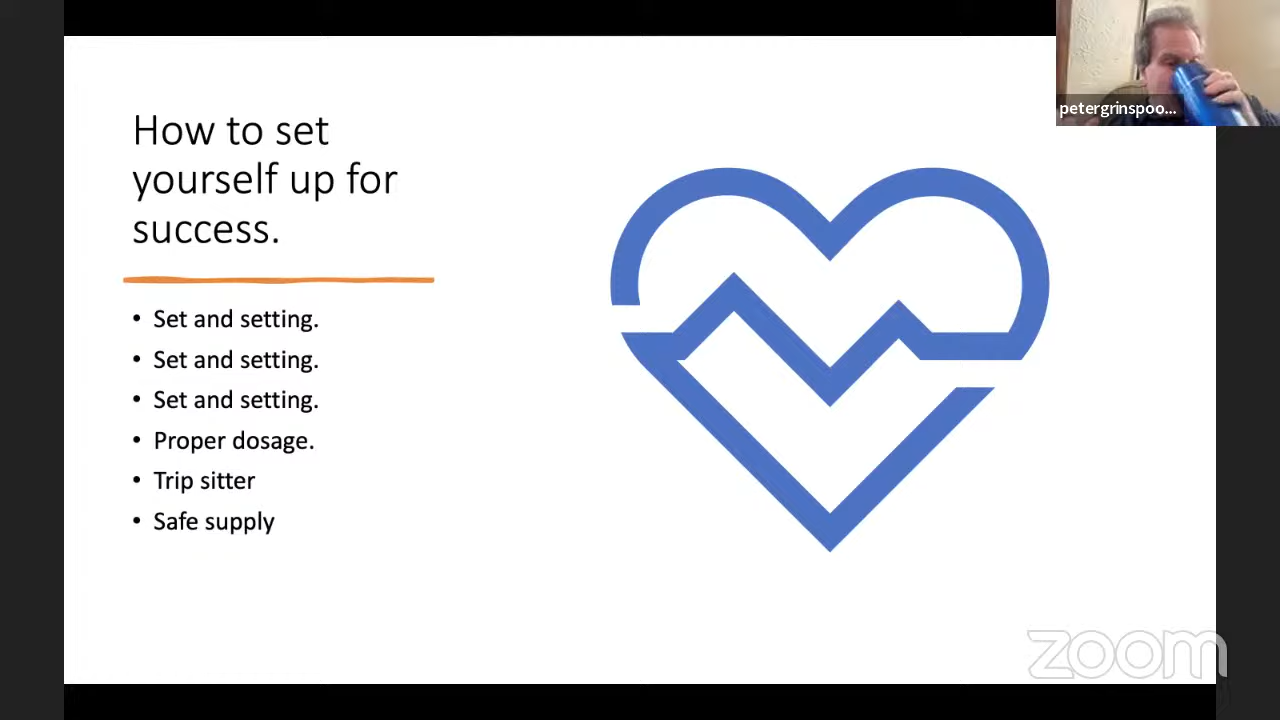 petergrinspoo...
How to set
yourself up for
success.
• Set and setting.
• Set and setting.
• Set and setting.
• Proper dosage.
• Trip sitter
• Safe supply
zoom